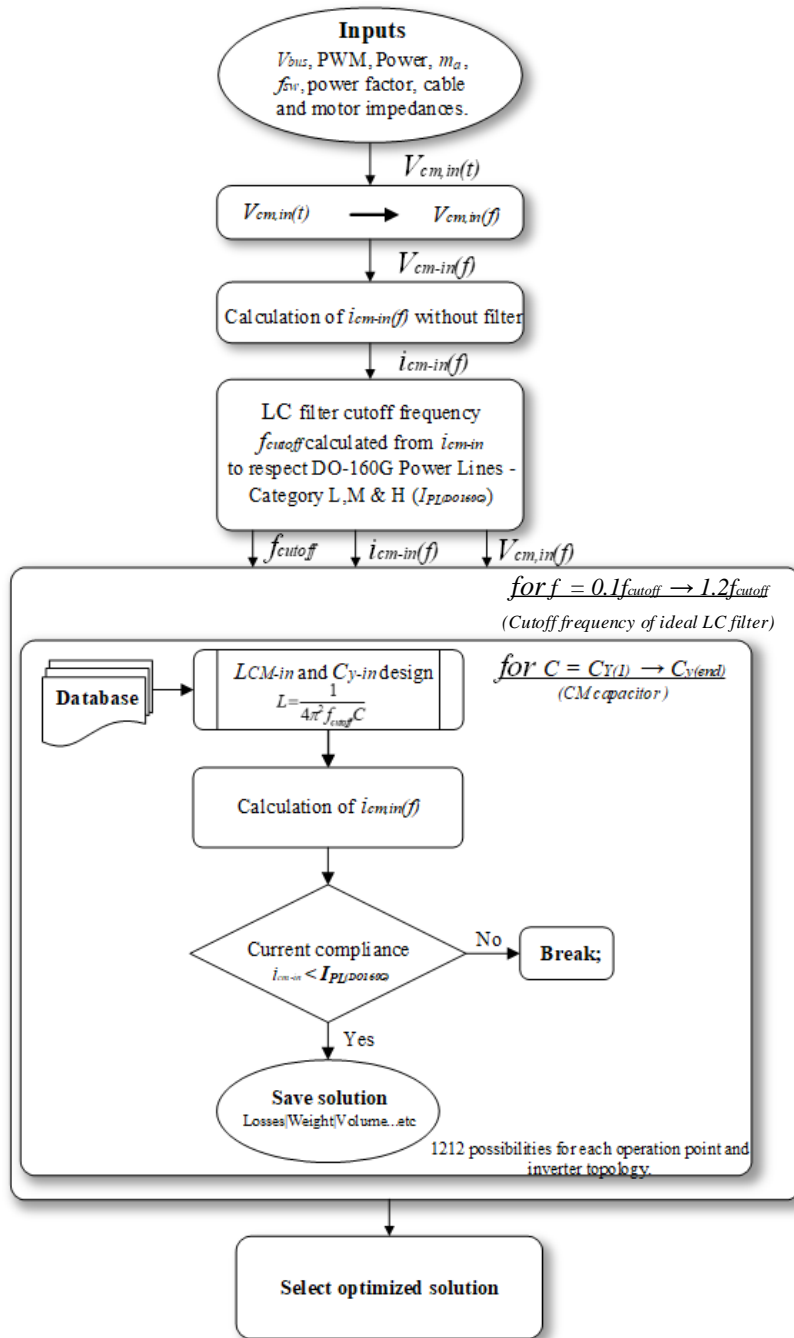 Inputs
Vbus, PWM, Power, ma,
fsw, power factor, cable
and motor impedances.
Vcm,in(t)
Vcm,in(t) → Vcm,in(f)
Vcm-in(f)
Calculation of icm-in(f) without filter
icm-in(f)
LC filter cutoff frequency
fcutoff calculated from icm-in
to respect DO-160G Power Lines -
Category L,M & H (IPL(DO160G))
fcutoff icm-in(f) Vcm,in(f)
for f = 0.1fcutoff → 1.2fcutoff
(Cutoff frequency of ideal LC filter)
Database
LCM-in and Cy-in design
L=1/4π²fcutoffC
for C = CY(1) → Cy(end)
(CM capacitor)
Calculation of icm,in(f)
Current compliance
icm-in < IPL(DO160G)
No
Break;
Yes
Save solution
Losses|Weight|Volume...etc
1212 possibilities for each operation point and
inverter topology.
Select optimized solution